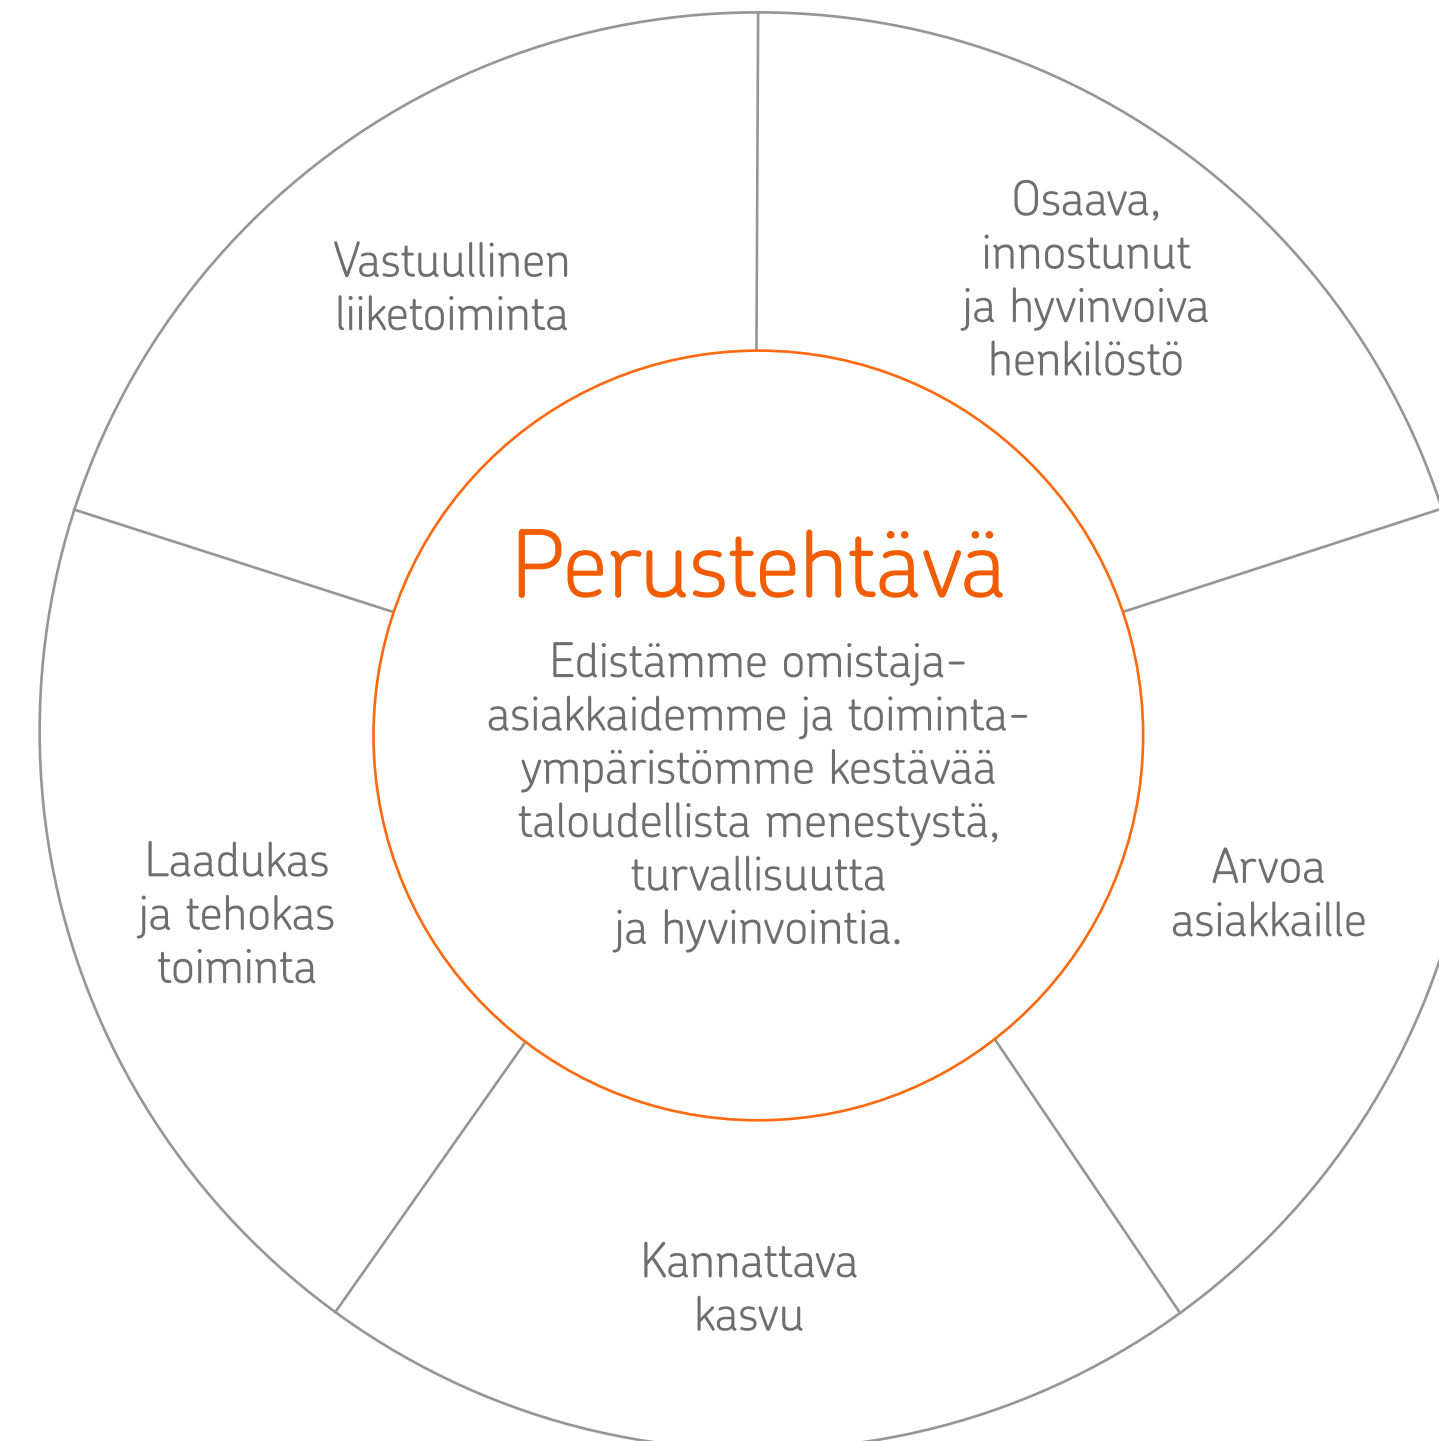 Osaava,
innostunut
ja hyvinvoiva
henkilöstö
Vastuullinen
liiketoiminta
Perustehtävä
Edistämme omistaja-
asiakkaidemme ja toiminta-
ympäristömme kestävää
taloudellista menestystä,
turvallisuutta
ja hyvinvointia.
Laadukas
ja tehokas
toiminta
Arvoa
asiakkaille
Kannattava
kasvu